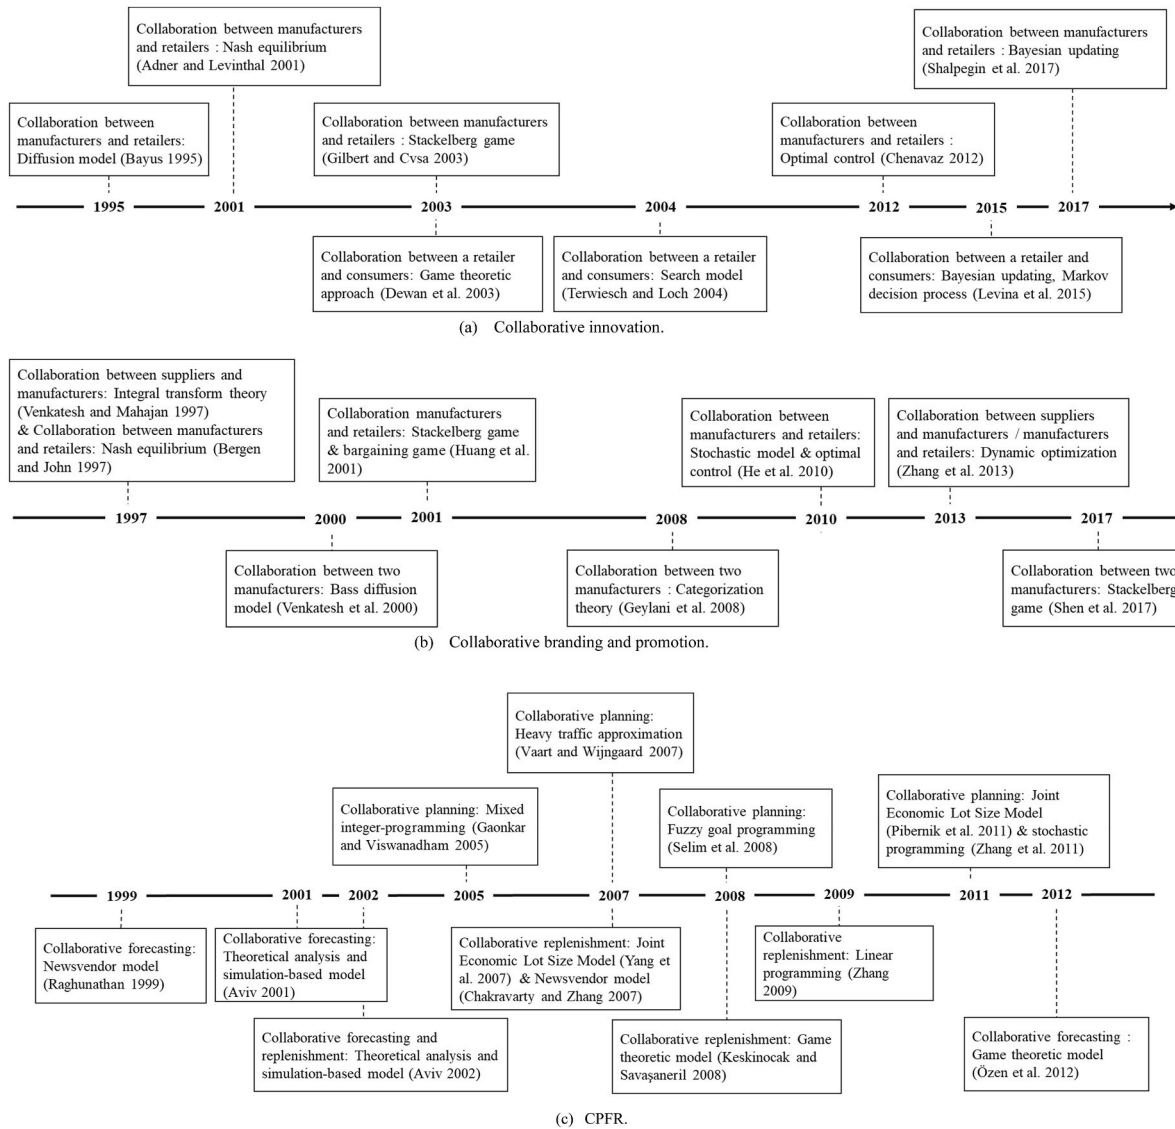 Collaboration between manufacturers
and retailers : Nash equilibrium
(Adner and Levinthal 2001)
Collaboration between manufacturers
and retailers : Bayesian updating
(Shalpegin et al. 2017)
Collaboration between
manufacturers and retailers:
Diffusion model (Bayus 1995)
Collaboration between manufacturers
and retailers : Stackelberg game
(Gilbert and Cvsa 2003)
Collaboration between
manufacturers and retailers :
Optimal control (Chenavaz 2012)
1995 2001 2003 2004 2012 2015 2017
Collaboration between a retailer
and consumers: Game theoretic
approach (Dewan et al. 2003)
Collaboration between a retailer
and consumers: Search model
(Terwiesch and Loch 2004)
Collaboration between a retailer and
consumers: Bayesian updating, Markov
decision process (Levina et al. 2015)
(a) Collaborative innovation.
Collaboration between suppliers and
manufacturers: Integral transform theory
(Venkatesh and Mahajan 1997)
& Collaboration between manufacturers
and retailers: Nash equilibrium (Bergen
and John 1997)
Collaboration manufacturers
and retailers: Stackelberg game
& bargaining game (Huang et al.
2001)
Collaboration between
manufacturers and retailers:
Stochastic model & optimal
control (He et al. 2010)
Collaboration between suppliers
and manufacturers / manufacturers
and retailers: Dynamic optimization
(Zhang et al. 2013)
1997 2000 2001 2008 2010 2013 2017
Collaboration between two
manufacturers: Bass diffusion
model (Venkatesh et al. 2000)
Collaboration between two
manufacturers : Categorization
theory (Geylani et al. 2008)
Collaboration between two
manufacturers: Stackelberg
game (Shen et al. 2017)
(b) Collaborative branding and promotion.
Collaborative planning:
Heavy traffic approximation
(Vaart and Wijngaard 2007)
Collaborative planning: Mixed
integer-programming (Gaonkar
and Viswanadham 2005)
Collaborative planning:
Fuzzy goal programming
(Selim et al. 2008)
Collaborative planning: Joint
Economic Lot Size Model
(Pibernik et al. 2011) & stochastic
programming (Zhang et al. 2011)
1999 2001 2002 2005 2007 2008 2009 2011 2012
Collaborative forecasting:
Newsvendor model
(Raghunathan 1999)
Collaborative forecasting:
Theoretical analysis and
simulation-based model
(Aviv 2001)
Collaborative replenishment: Joint
Economic Lot Size Model (Yang et
al. 2007) & Newsvendor model
(Chakravarty and Zhang 2007)
Collaborative
replenishment: Linear
programming (Zhang
2009)
Collaborative forecasting and
replenishment: Theoretical analysis and
simulation-based model (Aviv 2002)
Collaborative replenishment: Game
theoretic model (Keskinocak and
Savaşaneril 2008)
Collaborative forecasting :
Game theoretic model
(Özen et al. 2012)
(c) CPFR.